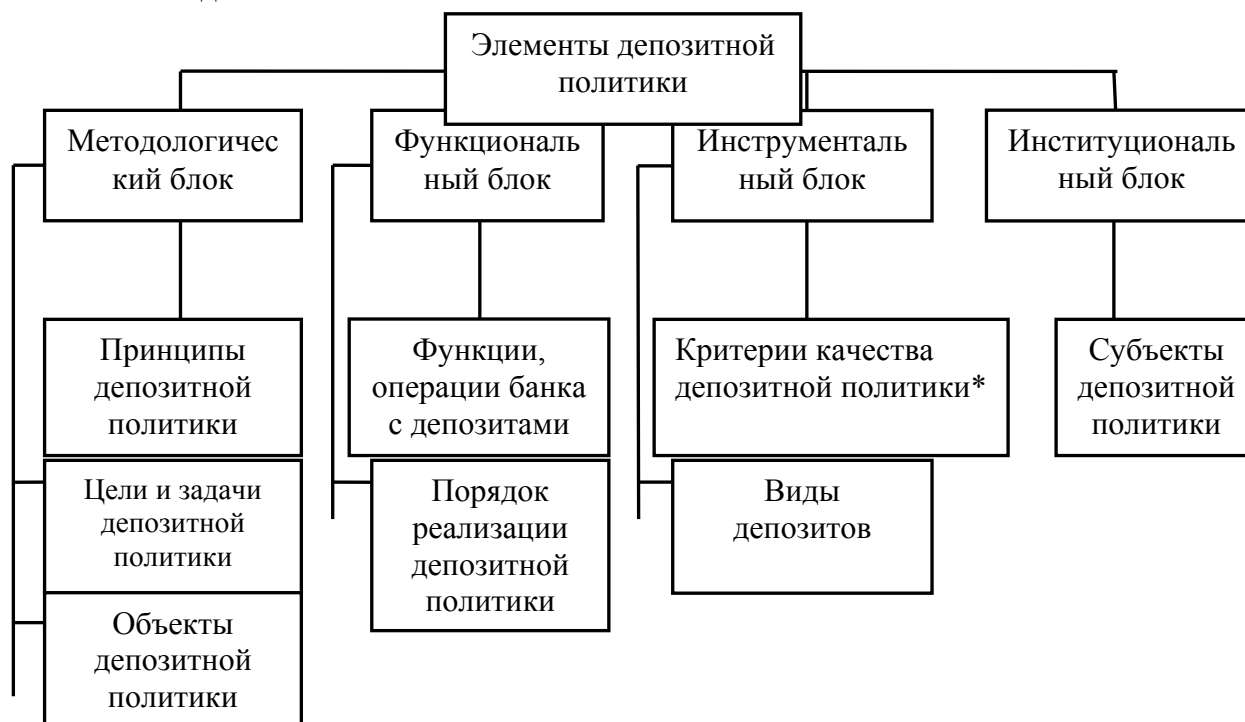 Элементы депозитной
политики
Методологичес
кий блок
Функциональ
ный блок
Инструменталь
ный блок
Институциональ
ный блок
Принципы
депозитной
политики
Функции,
операции банка
с депозитами
Критерии качества
депозитной политики*
Субъекты
депозитной
политики
Цели и задачи
депозитной
политики
Порядок
реализации
депозитной
политики
Виды
депозитов
Объекты
депозитной
политики